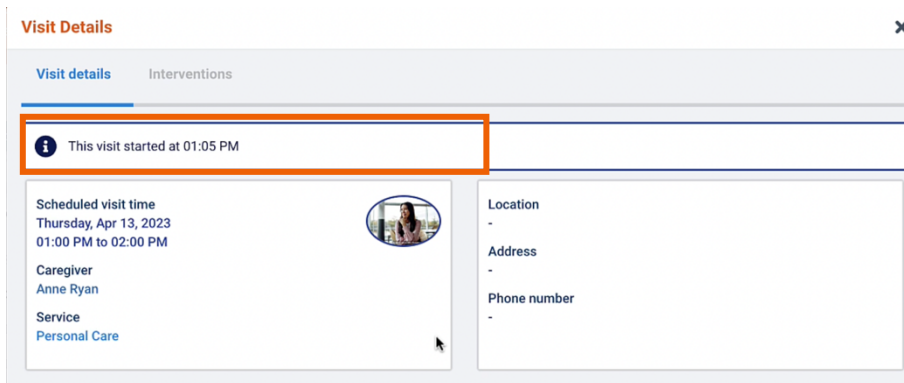 Visit Details
Visit details
Interventions
This visit started at 01:05 PM
Scheduled visit time
Thursday, Apr 13, 2023
01:00 PM to 02:00 PM
Caregiver
Anne Ryan
Service
Personal Care
Location
-
Address
-
Phone number
-